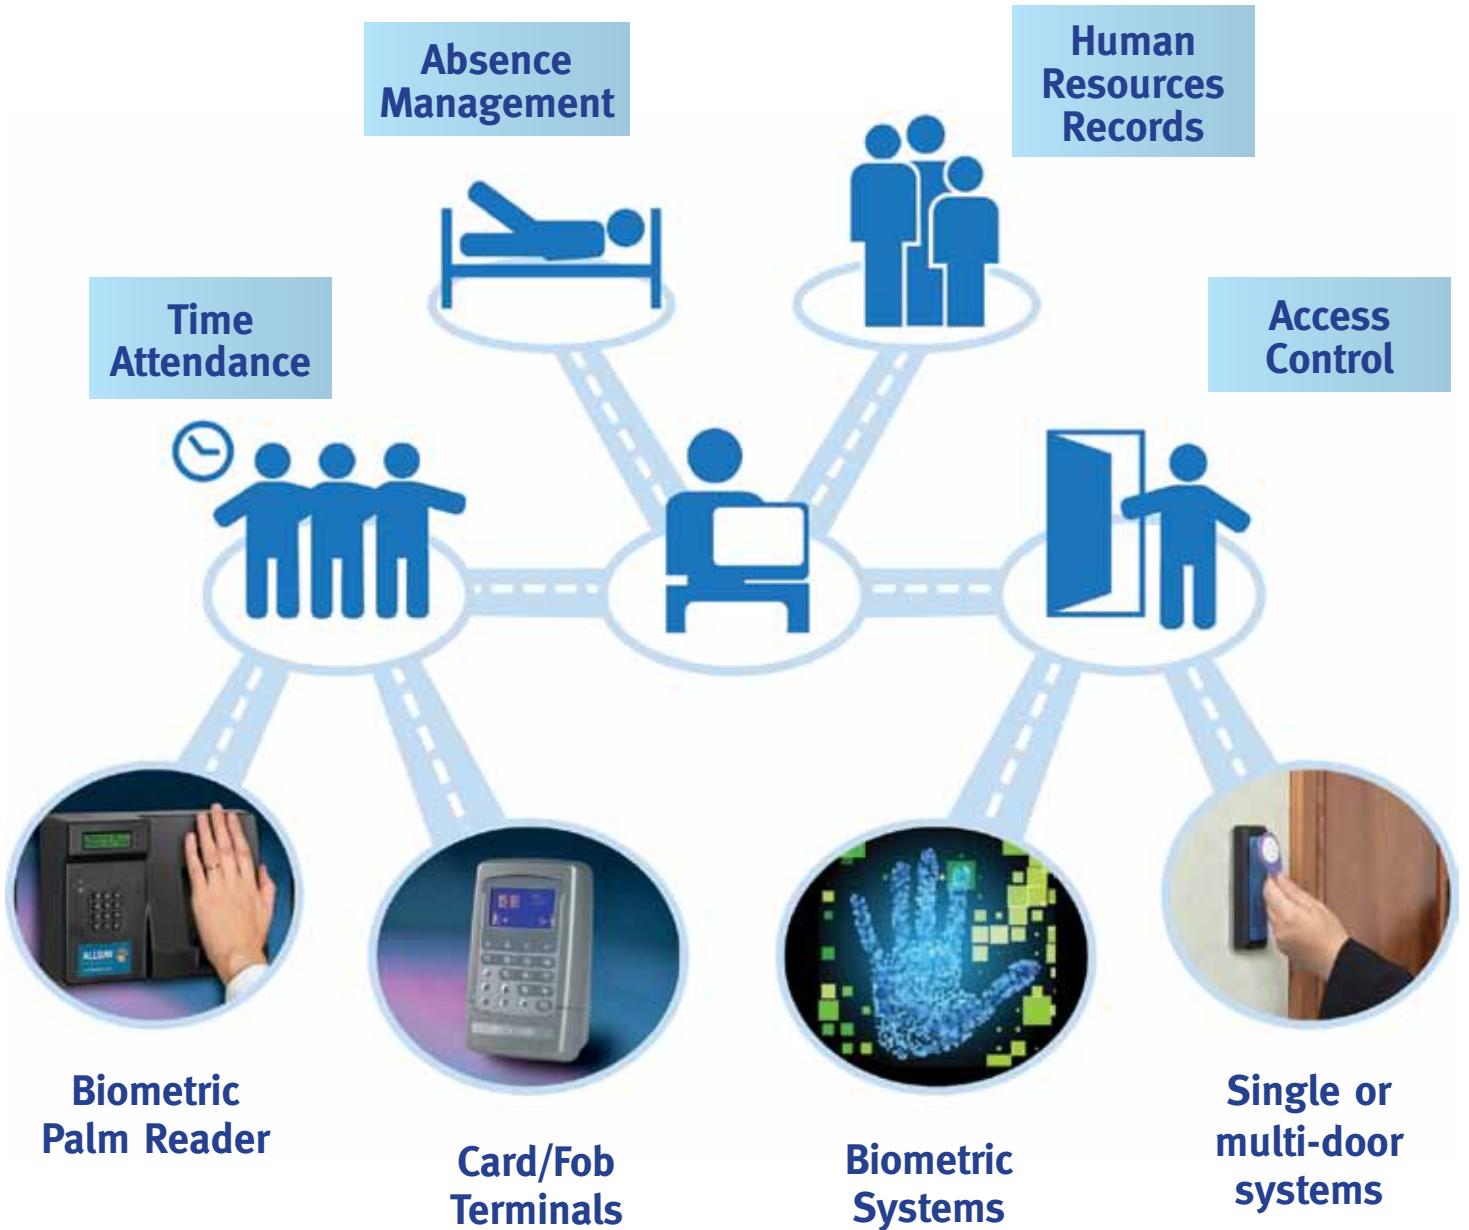 Absence
Management
Human
Resources
Records
Time
Attendance
Access
Control
ALLSUN
Biometric
Palm Reader
Card/Fob
Terminals
Biometric
Systems
Single or
multi-door
systems